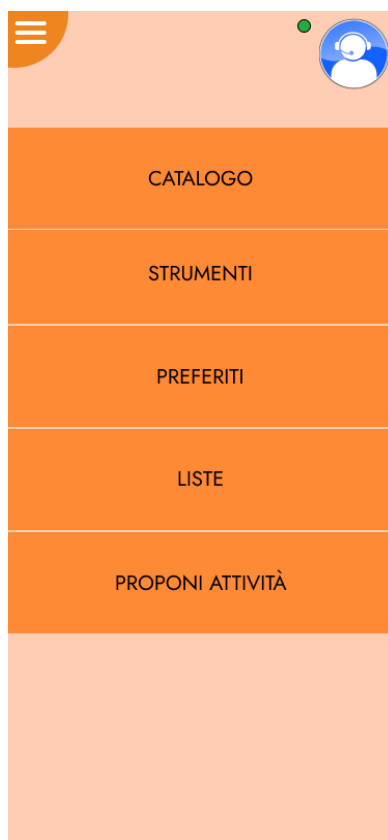 CATALOGO
STRUMENTI
PREFERITI
LISTE
PROPONI ATTIVITÀ